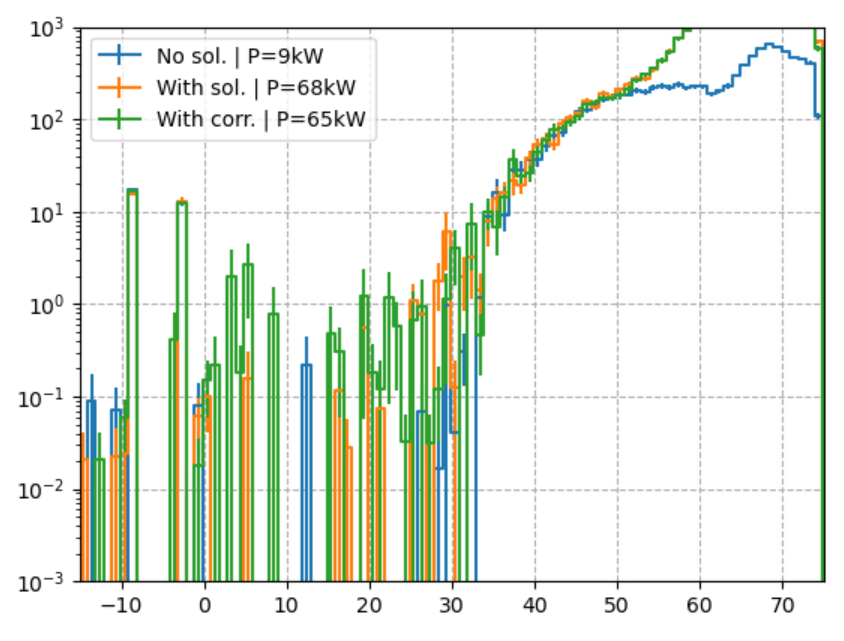 No sol. | P=9kW
With sol. | P=68kW
With corr. | P=65kW
10³
10²
10¹
10⁰
10⁻¹
10⁻²
10⁻³
−10 0 10 20 30 40 50 60 70